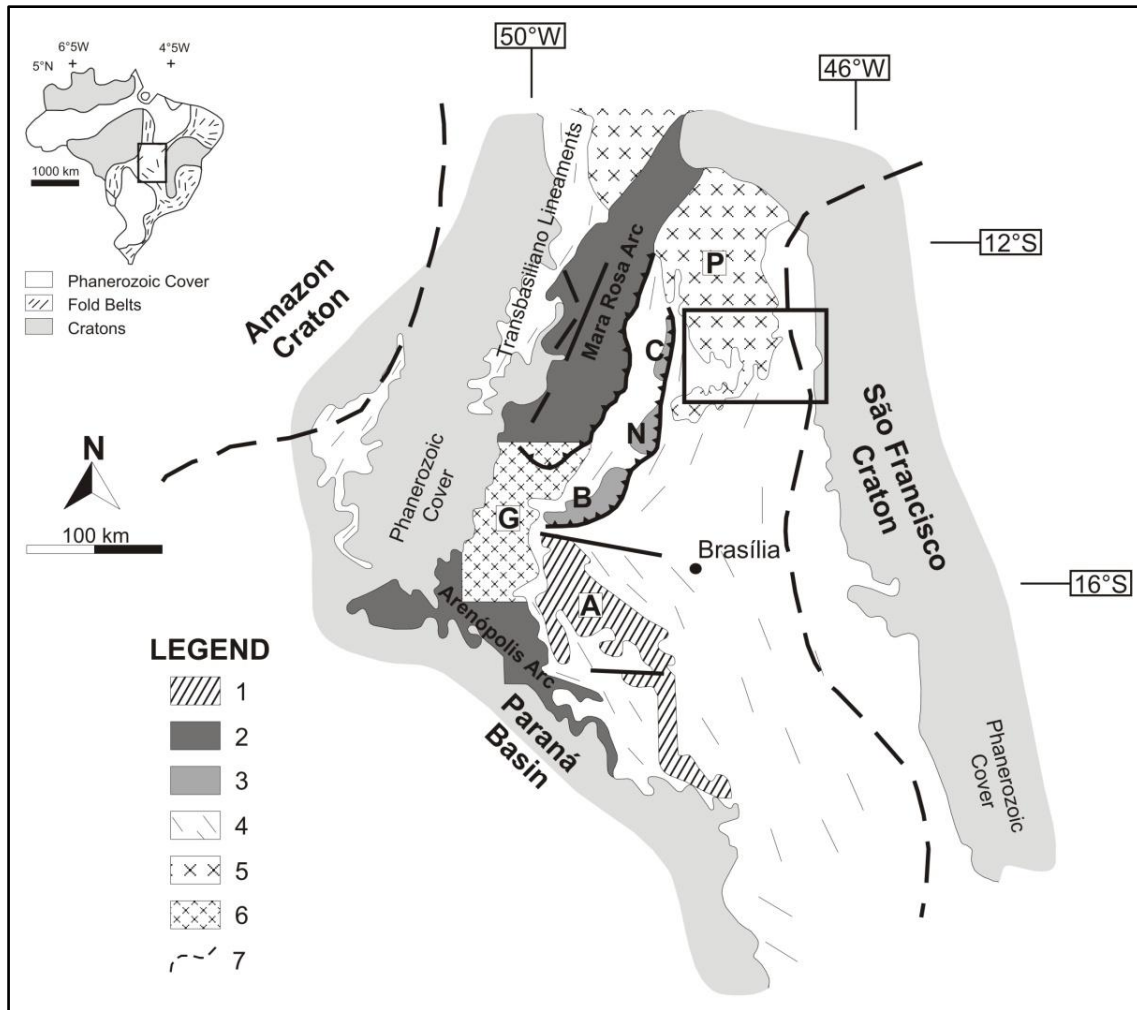 6°5W
4°5W
5°N
1000 km
Phanerozoic Cover
Fold Belts
Cratons
50°W
46°W
12°S
16°S
Amazon
Craton
Transbasiliano Lineaments
Mara Rosa Arc
P
C
N
B
G
A
São Francisco
Craton
N
100 km
Phanerozoic
Cover
Brasília
Arenópolis Arc
Paraná
Basin
Phanerozoic
Cover
LEGEND
1
2
3
4
5
6
7